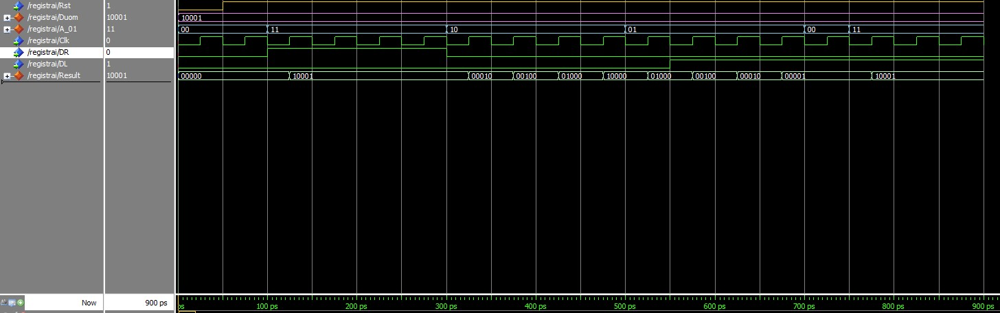 /registrai/Rst 1
/registrai/Duom 10001 10001
/registrai/A_01 11 00 11 10 01 00 11
/registrai/Clk 0
/registrai/DR 0
/registrai/DL 1
/registrai/Result 10001 00000 10001 00010 00100 01000 10000 01000 00100 00010 00001 10001
Now 900 ps ps 100 ps 200 ps 300 ps 400 ps 500 ps 600 ps 700 ps 800 ps 900 ps